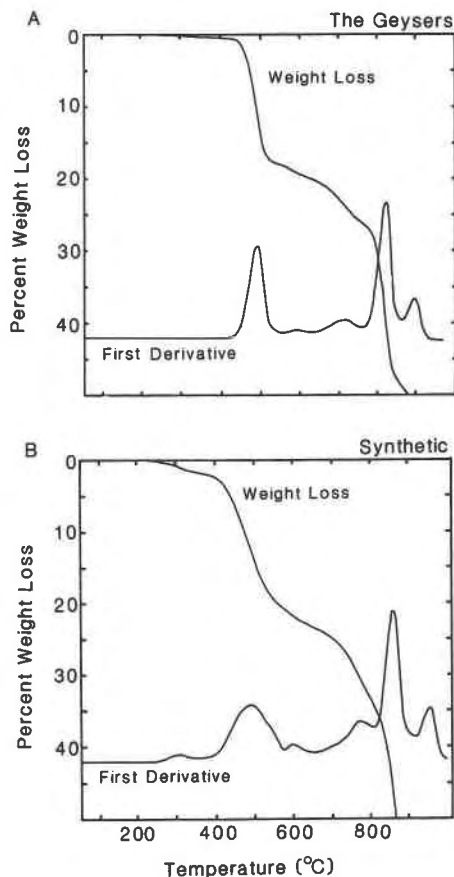 A
The Geysers
0
10
20
30
40
Percent Weight Loss
Weight Loss
First Derivative
B
Synthetic
0
10
20
30
40
Percent Weight Loss
Weight Loss
First Derivative
200 400 600 800
Temperature (°C)